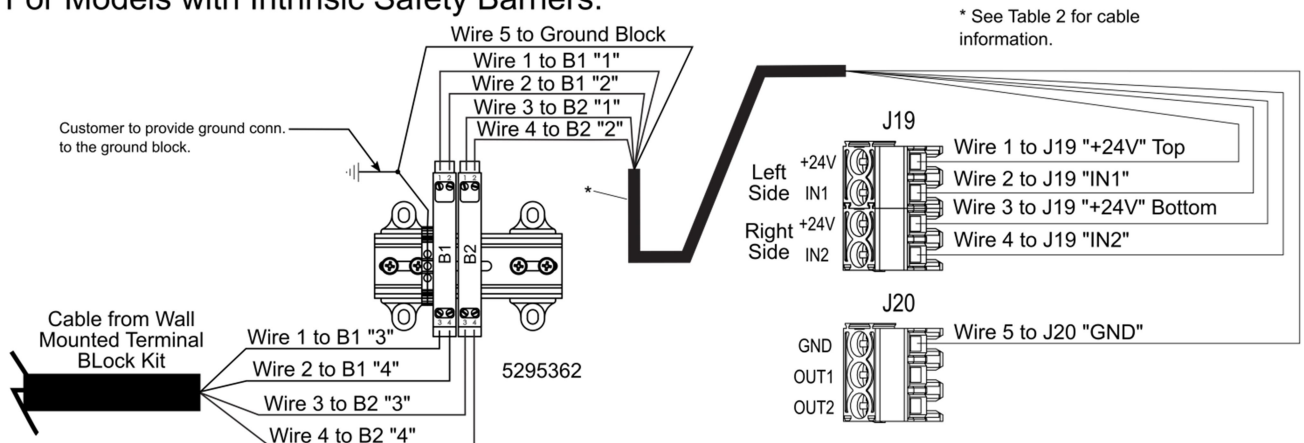 For Models with Intrinsic Safety Barriers:
* See Table 2 for cable
information.
Wire 5 to Ground Block
Wire 1 to B1 "1"
Wire 2 to B1 "2"
Wire 3 to B2 "1"
Wire 4 to B2 "2"
Customer to provide ground conn.
to the ground block.
*
1 2
1 2
B1
B2
3 4
3 4
J19
Left
Side
+24V
IN1
Right
Side
+24V
IN2
Wire 1 to J19 "+24V" Top
Wire 2 to J19 "IN1"
Wire 3 to J19 "+24V" Bottom
Wire 4 to J19 "IN2"
J20
GND
OUT1
OUT2
Wire 5 to J20 "GND"
Cable from Wall
Mounted Terminal
BLock Kit
Wire 1 to B1 "3"
Wire 2 to B1 "4"
Wire 3 to B2 "3"
Wire 4 to B2 "4"
5295362